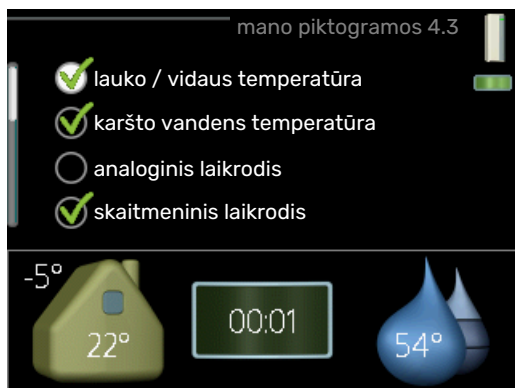 mano piktogramos 4.3
lauko / vidaus temperatūra
karšto vandens temperatūra
analoginis laikrodis
skaitmeninis laikrodis
-5°
22°
00:01
54°